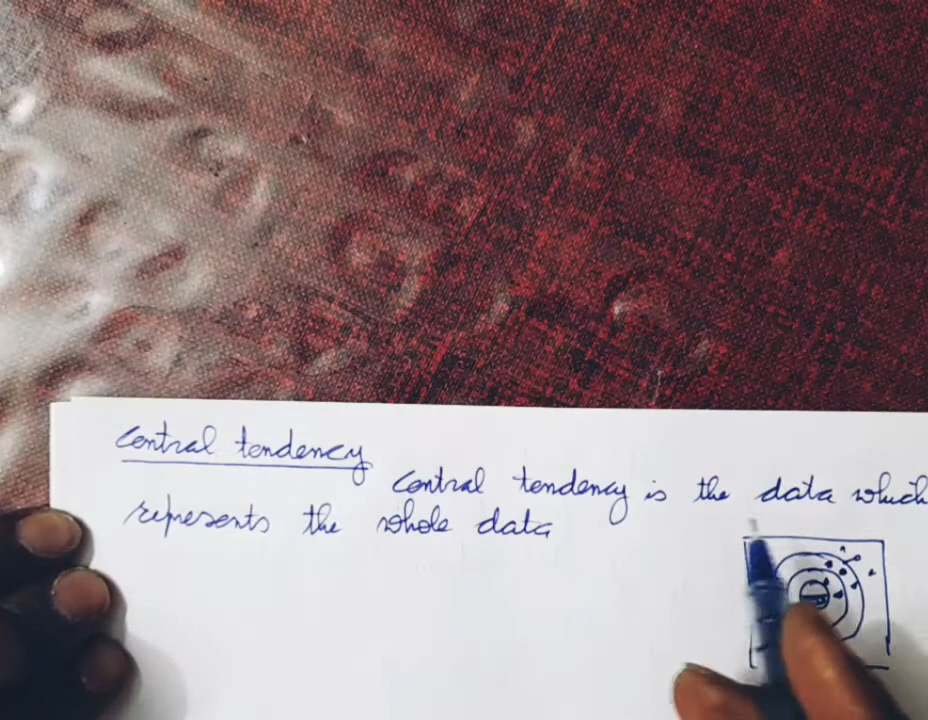 Central tendency
Central tendency is the data which
represents the whole data